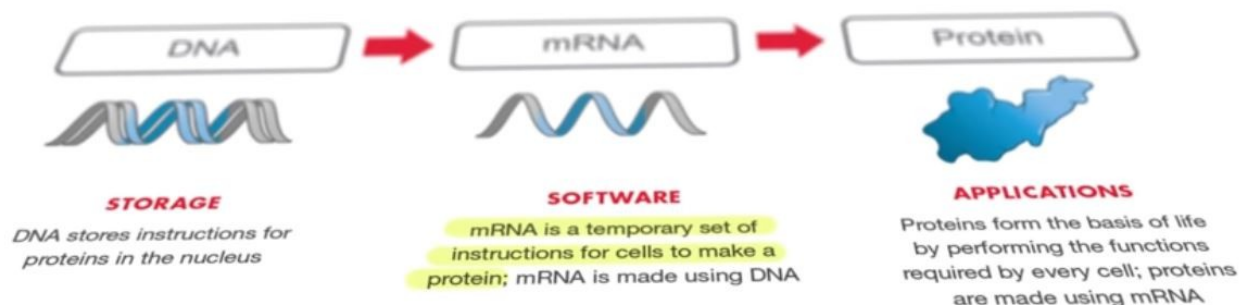 DNA
mRNA
Protein
STORAGE
DNA stores instructions for
proteins in the nucleus
SOFTWARE
mRNA is a temporary set of
instructions for cells to make a
protein; mRNA is made using DNA
APPLICATIONS
Proteins form the basis of life
by performing the functions
required by every cell; proteins
are made using mRNA